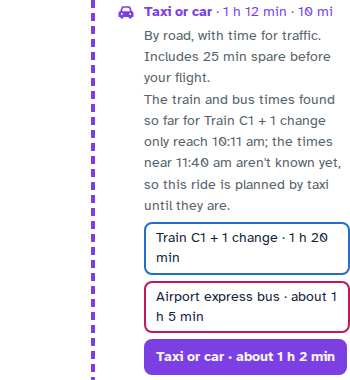 Taxi or car · 1 h 12 min · 10 mi
By road, with time for traffic.
Includes 25 min spare before
your flight.
The train and bus times found
so far for Train C1 + 1 change
only reach 10:11 am; the times
near 11:40 am aren't known yet,
so this ride is planned by taxi
until they are.
Train C1 + 1 change · 1 h 20
min
Airport express bus · about 1
h 5 min
Taxi or car · about 1 h 2 min